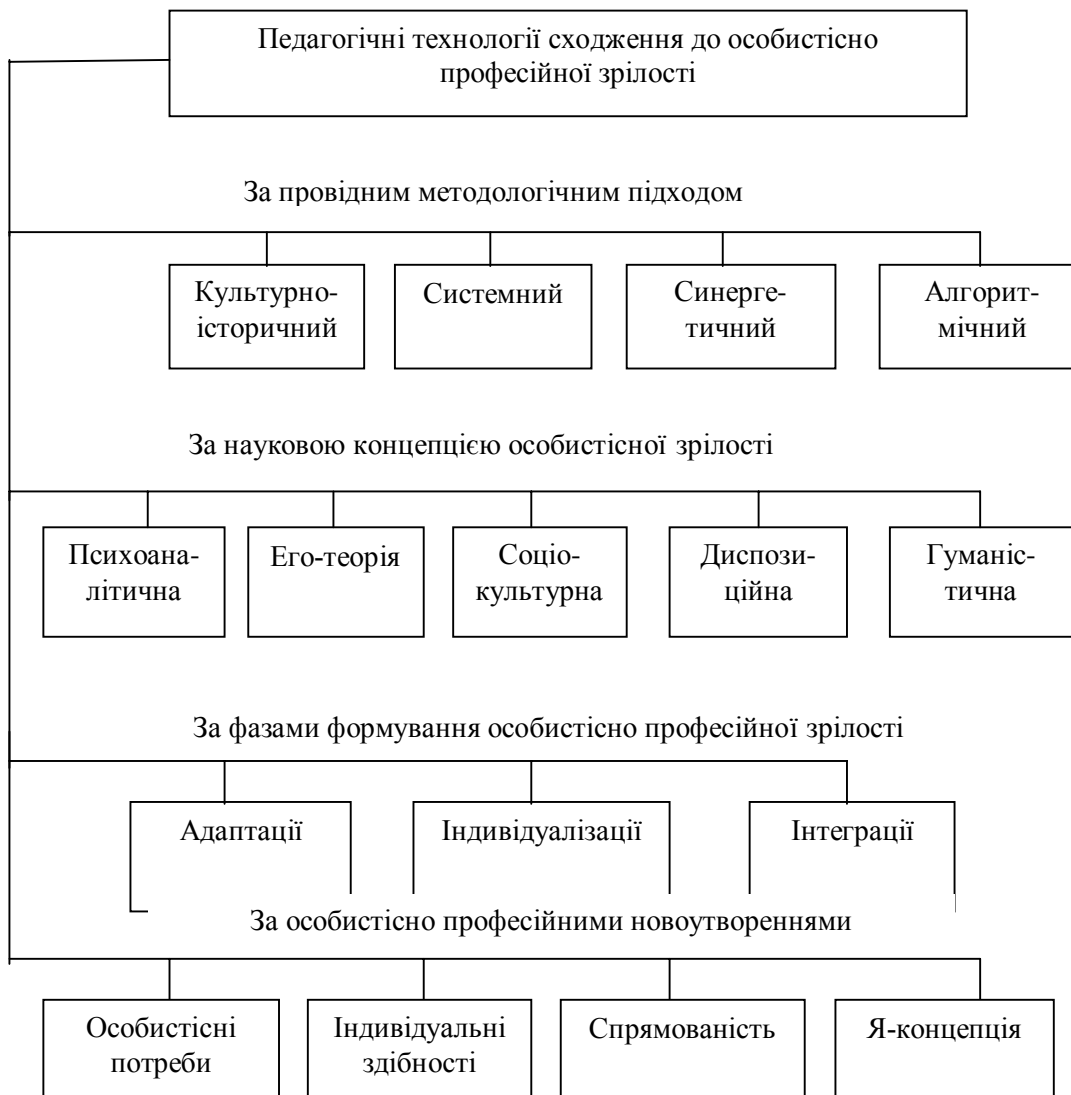 Педагогічні технології сходження до особистісно
професійної зрілості
За провідним методологічним підходом
Культурно-
історичний
Системний
Синерге-
тичний
Алгорит-
мічний
За науковою концепцією особистісної зрілості
Психоана-
літична
Его-теорія
Соціо-
культурна
Диспози-
ційна
Гуманіс-
тична
За фазами формування особистісно професійної зрілості
Адаптації
Індивідуалізації
Інтеграції
За особистісно професійними новоутвореннями
Особистісні
потреби
Індивідуальні
здібності
Спрямованість
Я-концепція